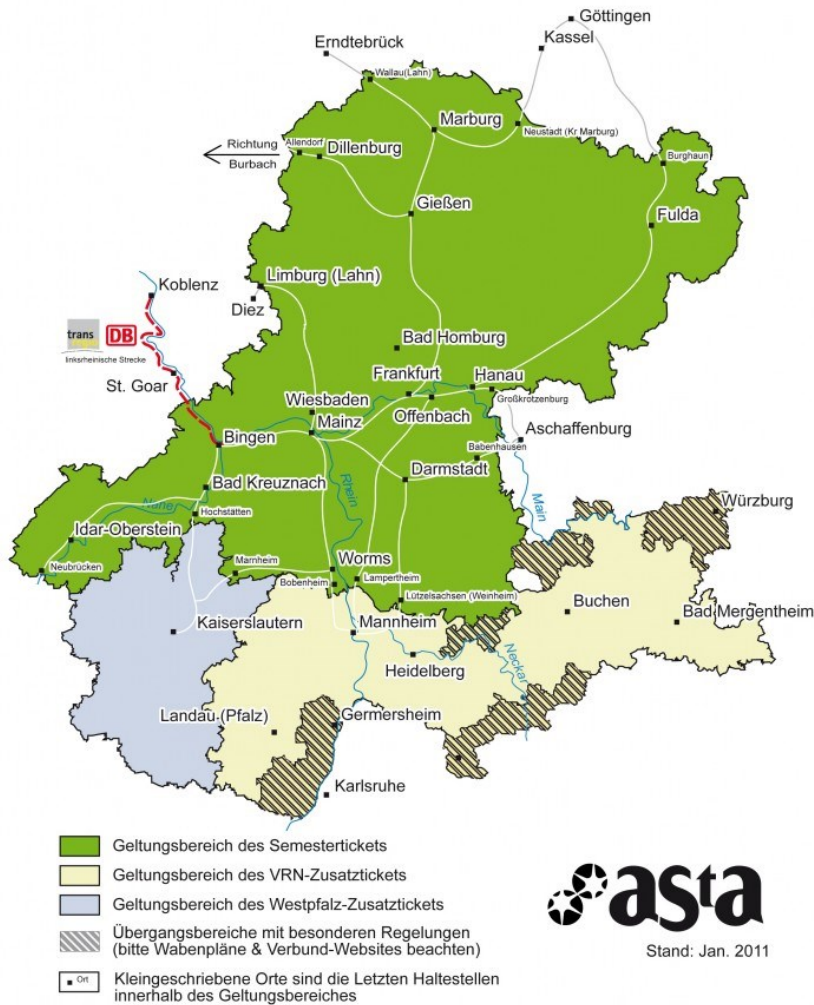 Göttingen
Kassel
Erndtebrück
Wallau(Lahn)
Marburg
Neustadt (Kr Marburg)
Richtung
Burbach
Allendorf
Dillenburg
Burghaun
Gießen
Fulda
Limburg (Lahn)
Koblenz
Diez
trans
DB
linksrheinische Strecke
Bad Homburg
St. Goar
Frankfurt
Hanau
Wiesbaden
Großkrotzenburg
Mainz
Offenbach
Bingen
Aschaffenburg
Babenhausen
Darmstadt
Bad Kreuznach
Rhein
Main
Nahe
Würzburg
Hochstätten
Idar-Oberstein
Worms
Marnheim
Neubrücken
Bobenheim
Lampertheim
Lützelsachsen (Weinheim)
Buchen
Bad Mergentheim
Kaiserslautern
Mannheim
Neckar
Heidelberg
Landau (Pfalz)
Germersheim
Karlsruhe
Geltungsbereich des Semestertickets
Geltungsbereich des VRN-Zusatztickets
Geltungsbereich des Westpfalz-Zusatztickets
Übergangsbereiche mit besonderen Regelungen
(bitte Wabenpläne & Verbund-Websites beachten)
Ort
Kleingeschriebene Orte sind die Letzten Haltestellen
innerhalb des Geltungsbereiches
asta
Stand: Jan. 2011